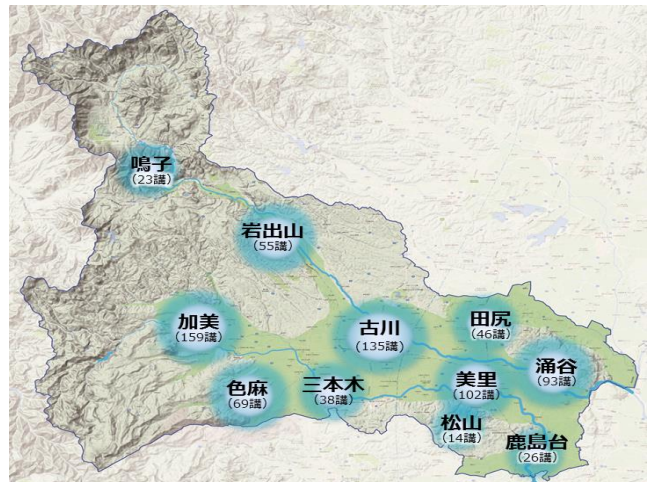 鳴子
(23講)
岩出山
(55講)
加美
(159講)
古川
(135講)
田尻
(46講)
涌谷
(93講)
色麻
(69講)
三本木
(38講)
美里
(102講)
松山
(14講)
鹿島台
(26講)